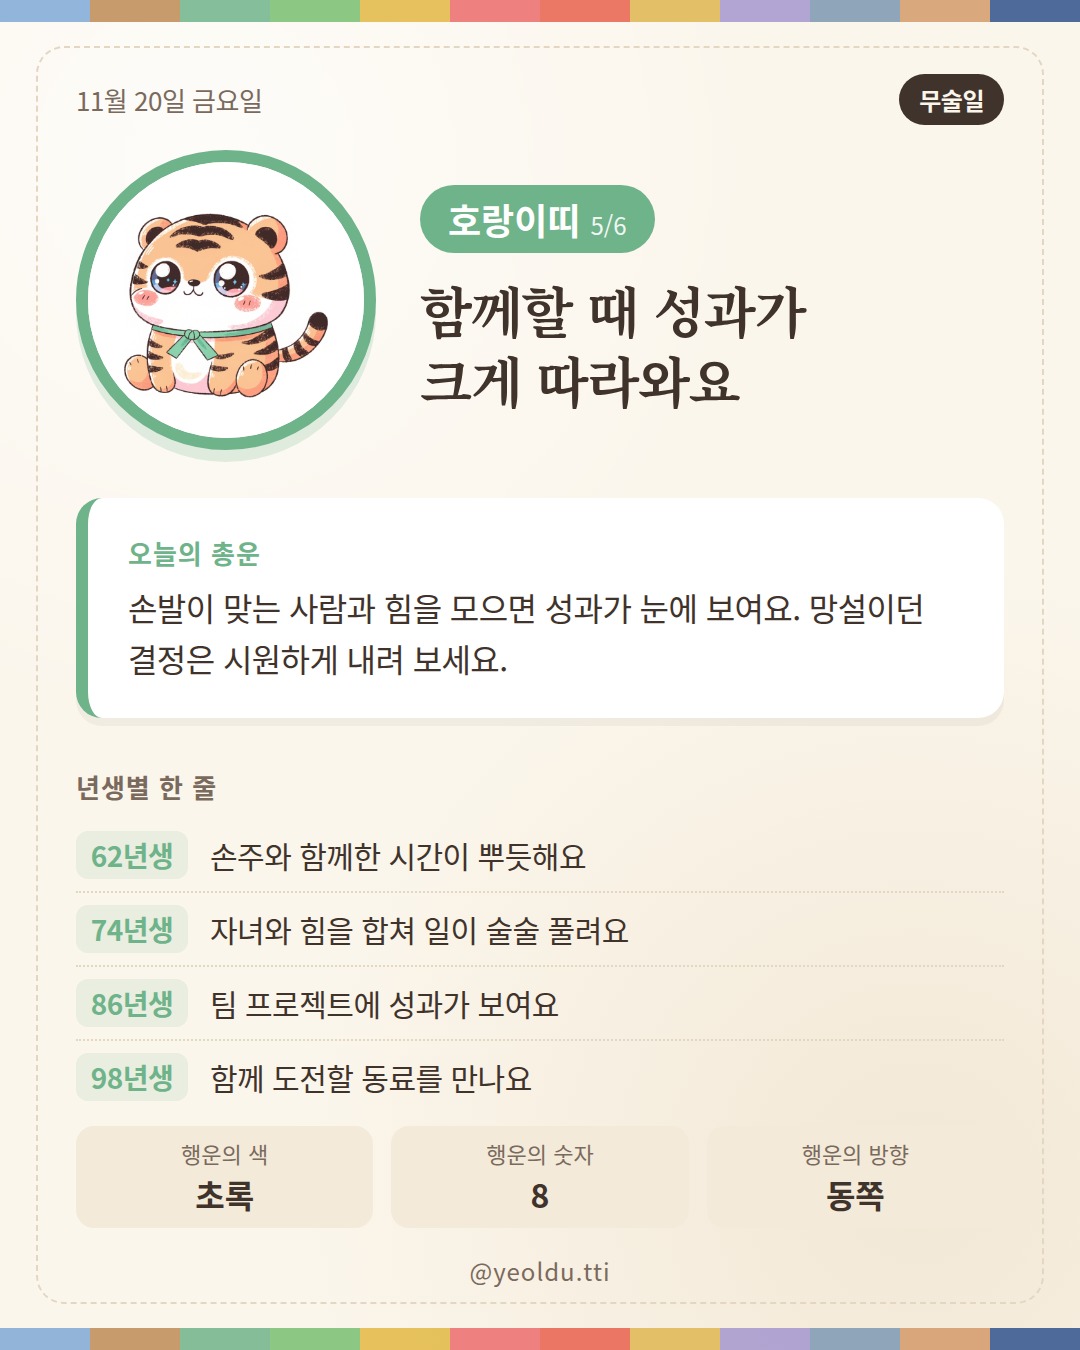 11월 20일 금요일
무술일
호랑이띠 5/6
함께할 때 성과가
크게 따라와요
오늘의 총운
손발이 맞는 사람과 힘을 모으면 성과가 눈에 보여요. 망설이던
결정은 시원하게 내려 보세요.
년생별 한 줄
62년생 손주와 함께한 시간이 뿌듯해요
74년생 자녀와 힘을 합쳐 일이 술술 풀려요
86년생 팀 프로젝트에 성과가 보여요
98년생 함께 도전할 동료를 만나요
행운의 색
초록
행운의 숫자
8
행운의 방향
동쪽
@yeoldu.tti